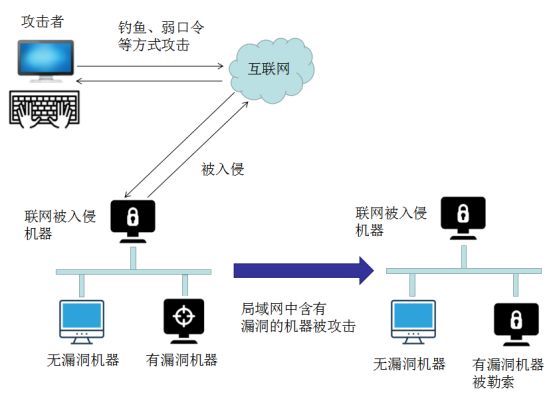 攻击者
钓鱼、弱口令
等方式攻击
互联网
被入侵
联网被入侵
机器
无漏洞机器
有漏洞机器
局域网中含有
漏洞的机器被攻击
联网被入侵
机器
无漏洞机器
有漏洞机器
被勒索